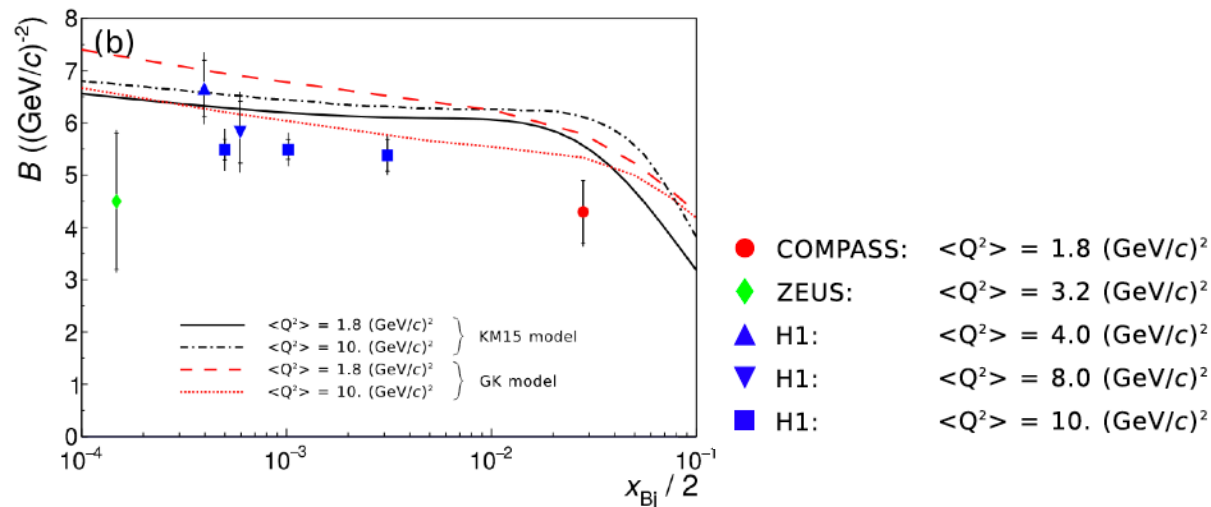 (b)
B ((GeV/c)⁻²)
8
7
6
5
4
3
2
1
0
10⁻⁴
10⁻³
10⁻²
10⁻¹
x_Bj / 2
<Q²> = 1.8 (GeV/c)²
<Q²> = 10. (GeV/c)²
KM15 model
<Q²> = 1.8 (GeV/c)²
<Q²> = 10. (GeV/c)²
GK model
COMPASS: <Q²> = 1.8 (GeV/c)²
ZEUS: <Q²> = 3.2 (GeV/c)²
H1: <Q²> = 4.0 (GeV/c)²
H1: <Q²> = 8.0 (GeV/c)²
H1: <Q²> = 10. (GeV/c)²